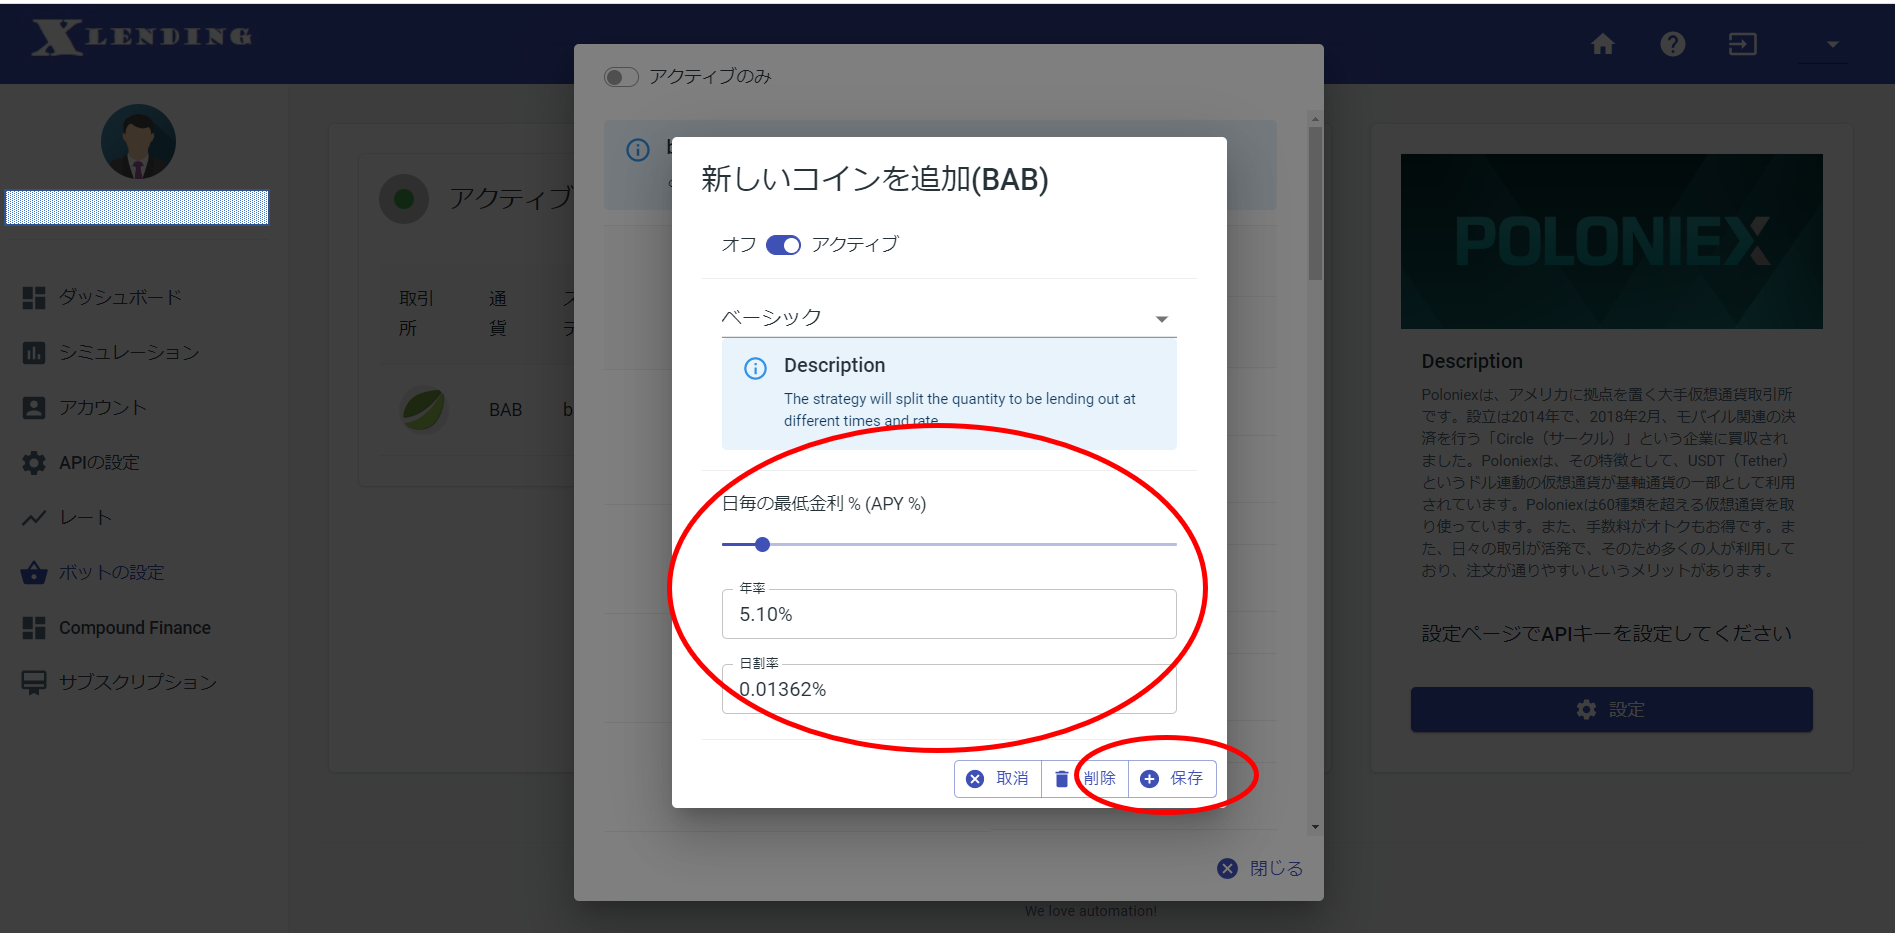 XLENDING
アクティブのみ
新しいコインを追加(BAB)
オフ アクティブ
ベーシック
Description
The strategy will split the quantity to be lending out at
different times and rate
日毎の最低金利 % (APY %)
年率
5.10%
日割率
0.01362%
取消 削除 保存
閉じる
We love automation!
ダッシュボード
シミュレーション
アカウント
APIの設定
レート
ボットの設定
Compound Finance
サブスクリプション
アクティブ
取引所
通貨
BAB
POLONIEX
Description
Poloniexは、アメリカに拠点を置く大手仮想通貨取引所
です。設立は2014年で、2018年2月、モバイル関連の決
済を行う「Circle（サークル）」という企業に買収され
ました。Poloniexは、その特徴として、USDT（Tether）
というドル連動の仮想通貨が基軸通貨の一部として利用
されています。Poloniexは60種類を超える仮想通貨を取
り使っています。また、手数料がオトクもお得です。ま
た、日々の取引が活発で、そのため多くの人が利用して
おり、注文が通りやすいというメリットがあります。
設定ページでAPIキーを設定してください
設定